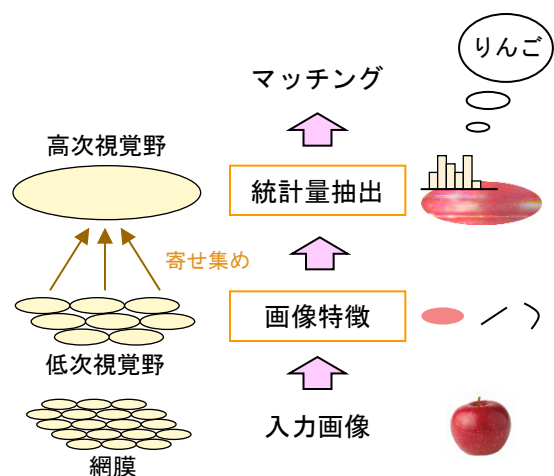 りんご
マッチング
高次視覚野
統計量抽出
寄せ集め
画像特徴
低次視覚野
入力画像
網膜